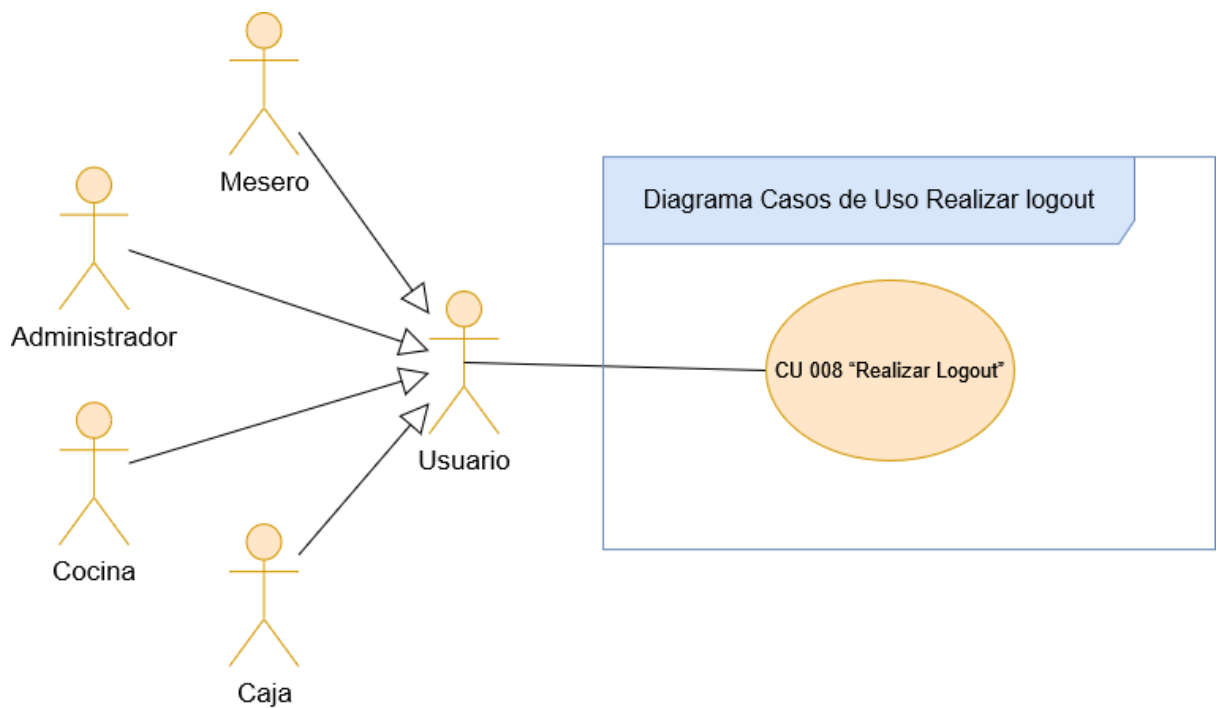 Mesero
Diagrama Casos de Uso Realizar logout
Administrador
CU 008 “Realizar Logout”
Usuario
Cocina
Caja